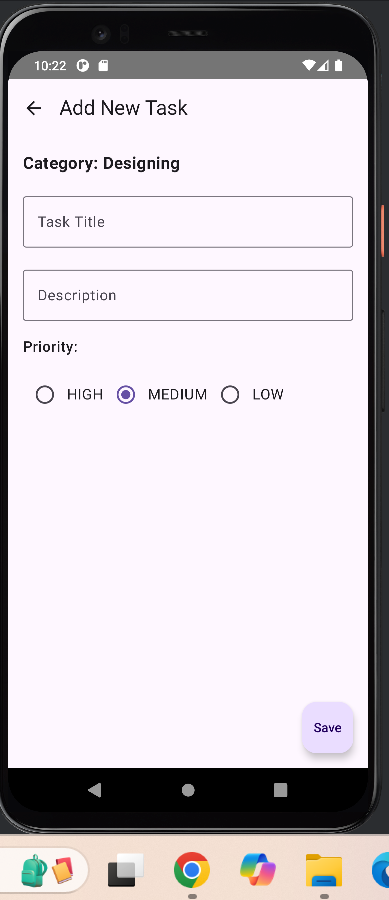 10:22
Add New Task
Category: Designing
Task Title
Description
Priority:
HIGH MEDIUM LOW
Save